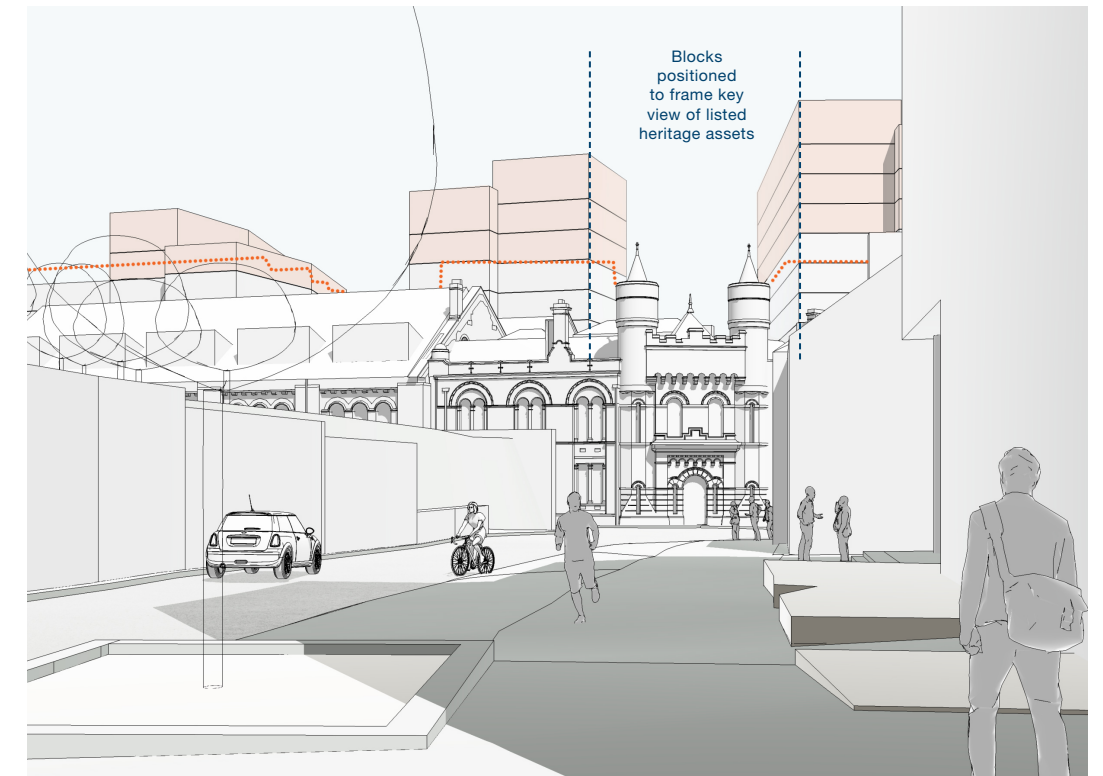 Blocks
positioned
to frame key
view of listed
heritage assets